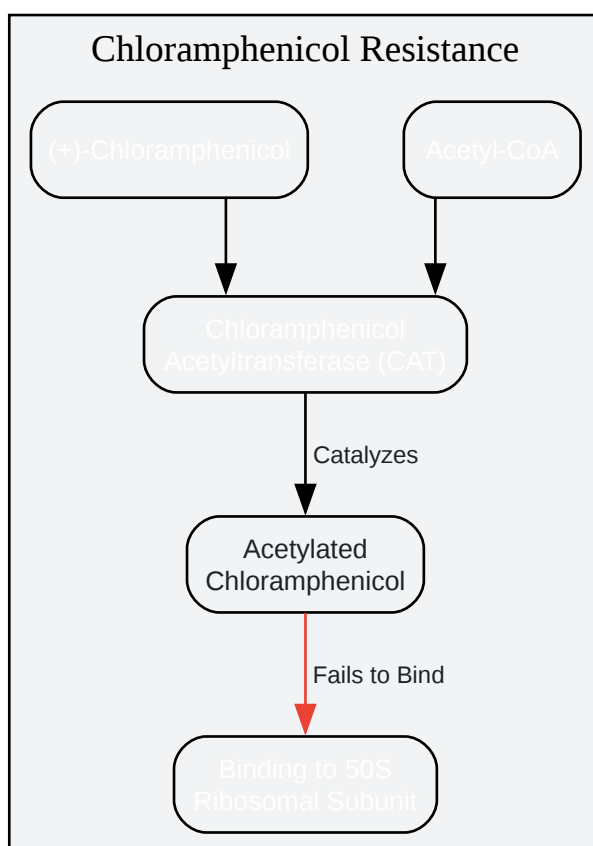 Chloramphenicol Resistance
(+)-Chloramphenicol
Acetyl-CoA
Chloramphenicol
Acetyltransferase (CAT)
Catalyzes
Acetylated
Chloramphenicol
Fails to Bind
Binding to 50S
Ribosomal Subunit